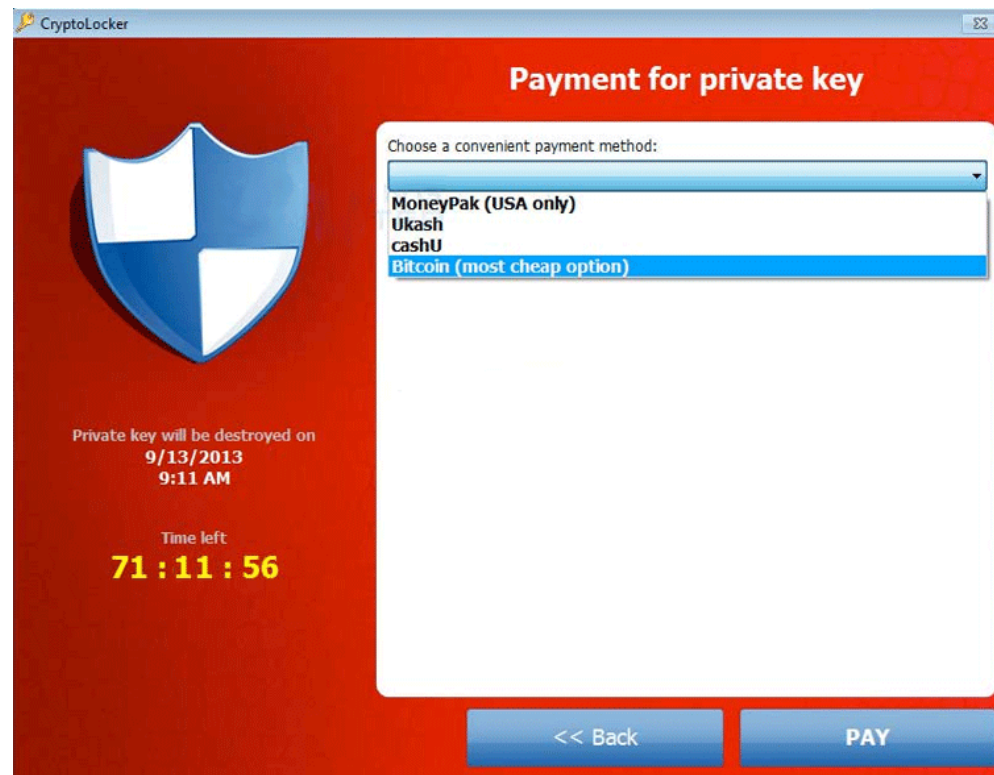 CryptoLocker
Payment for private key
Choose a convenient payment method:
MoneyPak (USA only)
Ukash
cashU
Bitcoin (most cheap option)
Private key will be destroyed on
9/13/2013
9:11 AM
Time left
71 : 11 : 56
<< Back
PAY